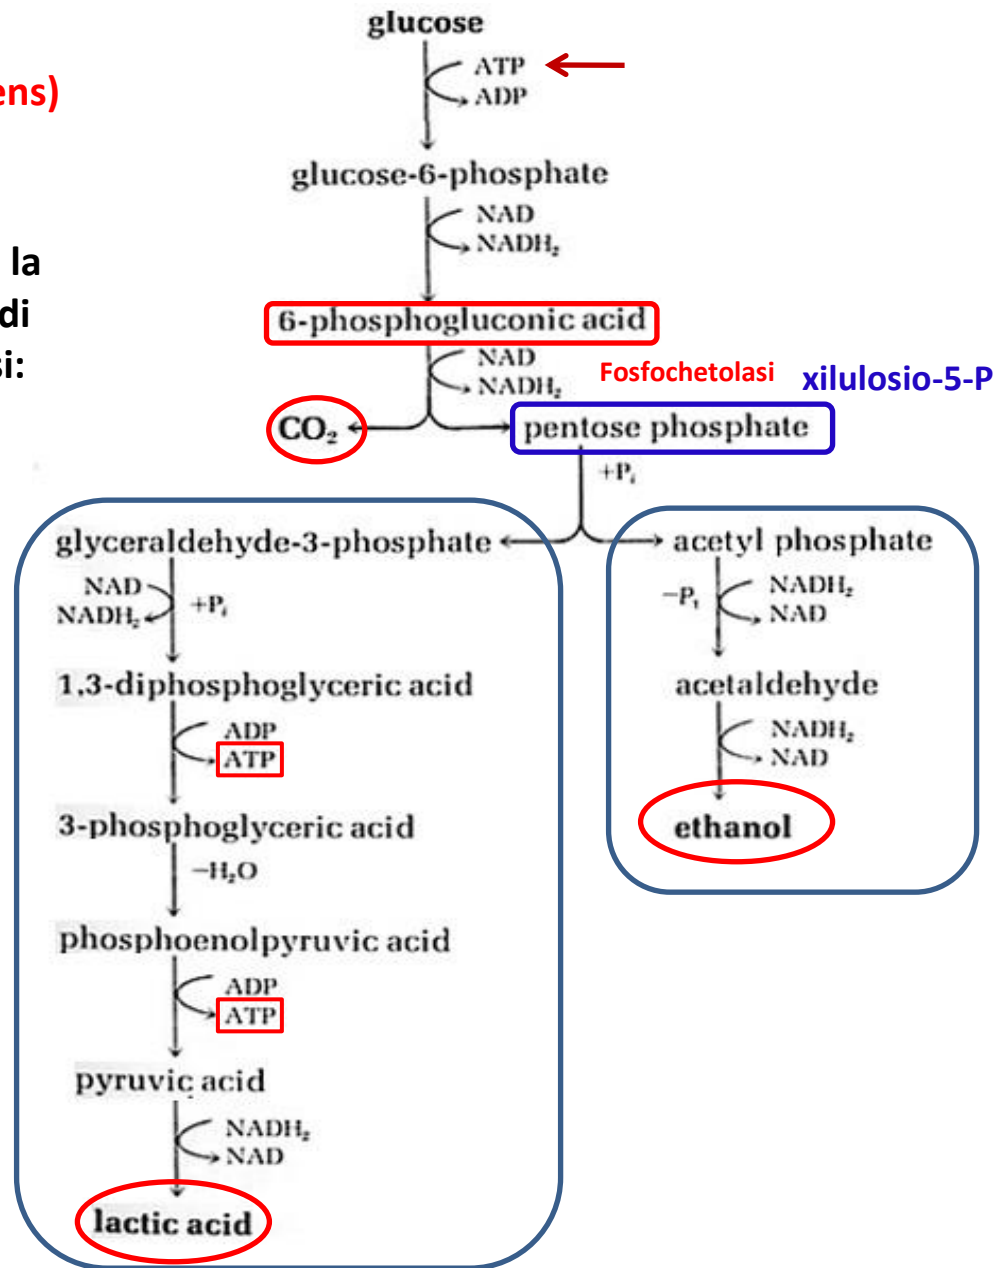 glucose
ATP
ADP
ens)
glucose-6-phosphate
NAD
NADH₂
la
di
si:
6-phosphogluconic acid
NAD
NADH₂
Fosfochetolasi
xilulosio-5-P
CO₂
pentose phosphate
+Pᵢ
glyceraldehyde-3-phosphate
acetyl phosphate
NAD
NADH₂
+Pᵢ
−P₁
NADH₂
NAD
1,3-diphosphoglyceric acid
acetaldehyde
ADP
ATP
NADH₂
NAD
3-phosphoglyceric acid
ethanol
−H₂O
phosphoenolpyruvic acid
ADP
ATP
pyruvic acid
NADH₂
NAD
lactic acid